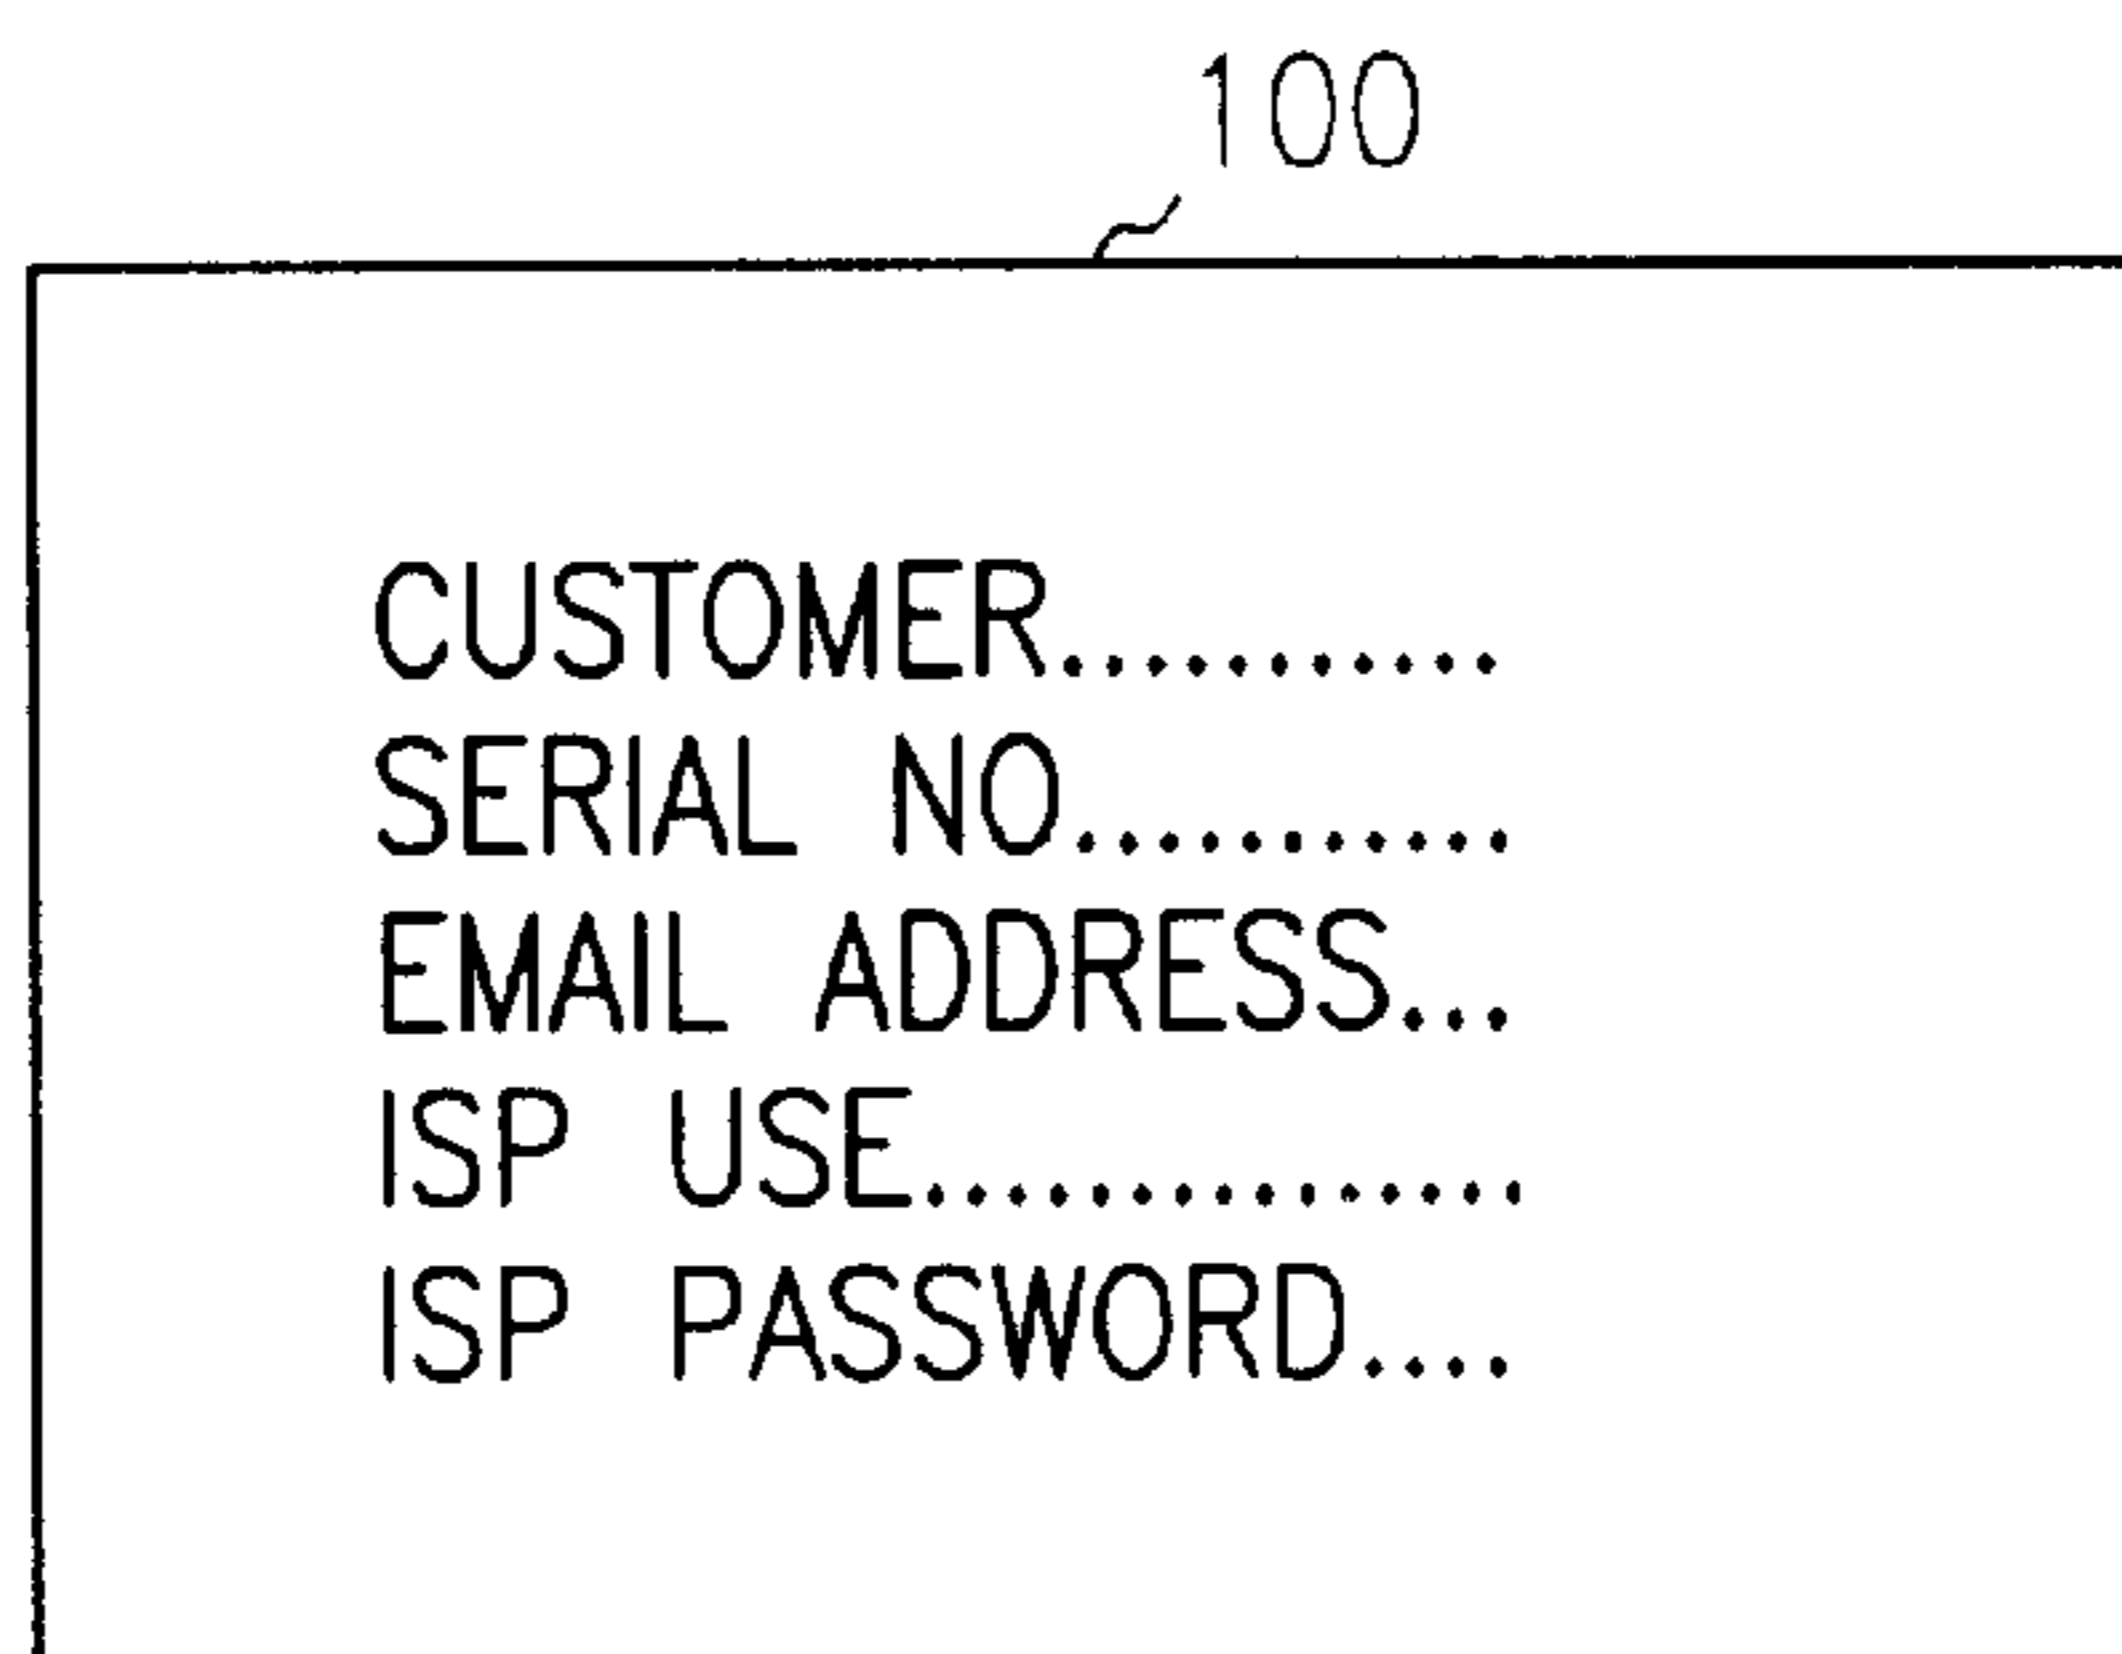 100
CUSTOMER...........
SERIAL NO...........
EMAIL ADDRESS...
ISP USE...............
ISP PASSWORD....